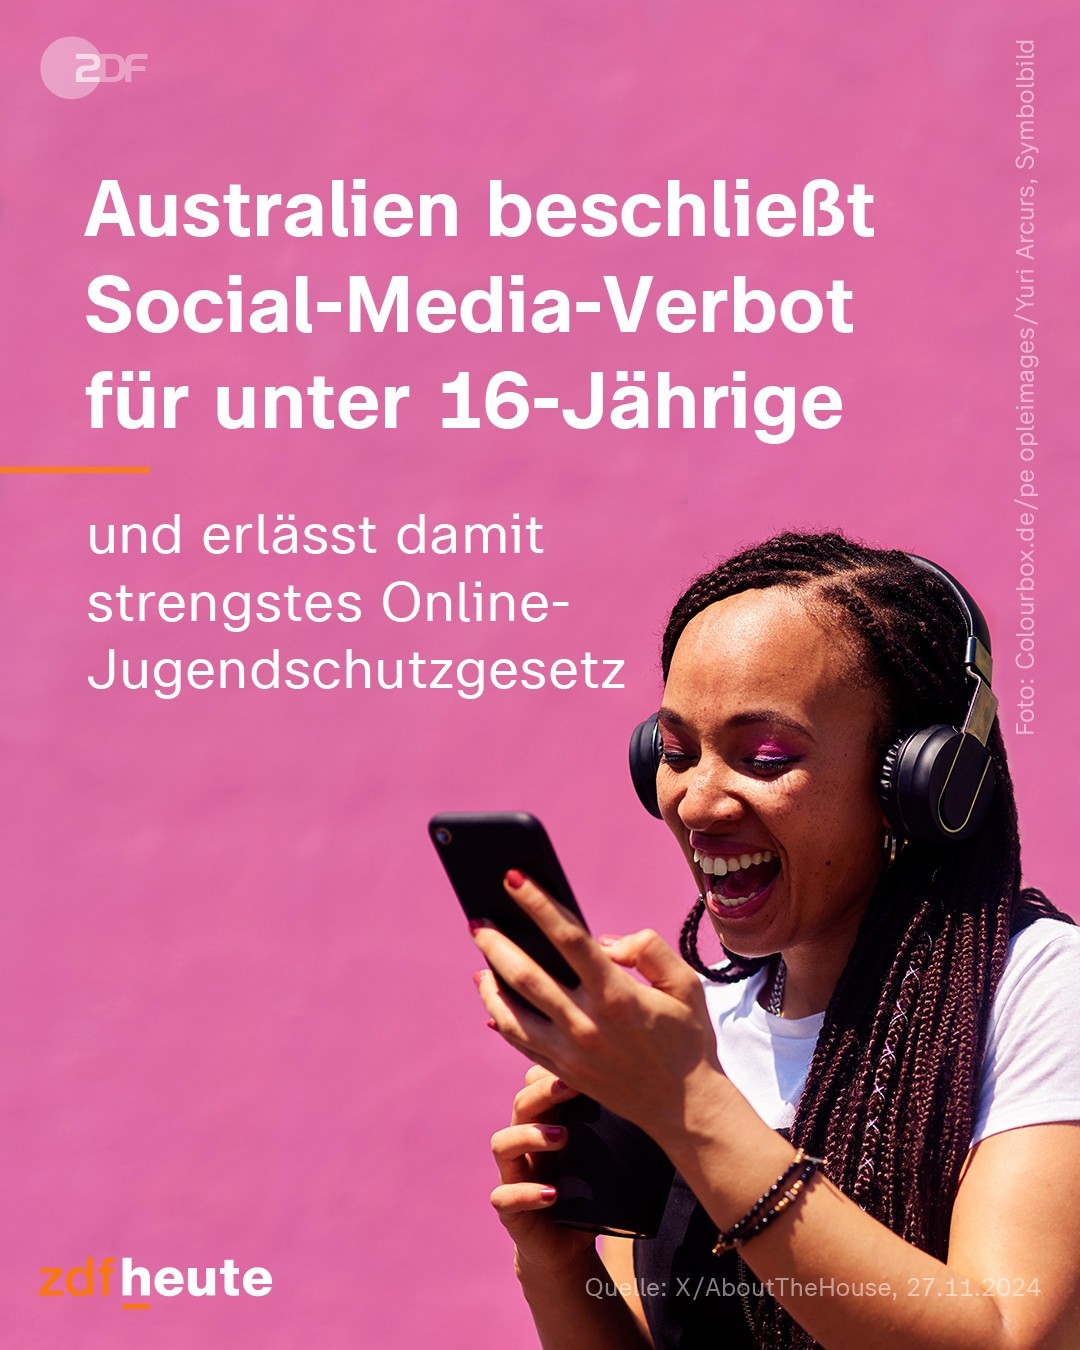 ZDF
Australien beschließt
Social-Media-Verbot
für unter 16-Jährige
und erlässt damit
strengstes Online-
Jugendschutzgesetz
Foto: Colourbox.de/pe opleimages/Yuri Arcurs, Symbolbild
zdfheute
Quelle: X/AboutTheHouse, 27.11.2024